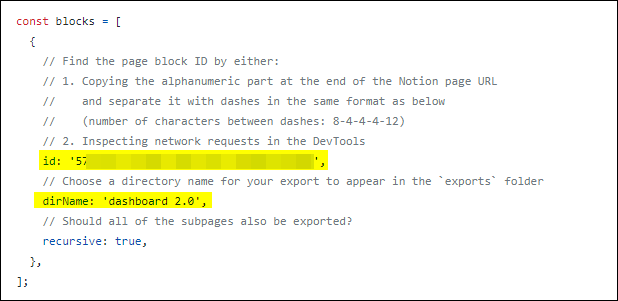 const blocks = [
{
// Find the page block ID by either:
// 1. Copying the alphanumeric part at the end of the Notion page URL
//    and separate it with dashes in the same format as below
//    (number of characters between dashes: 8-4-4-4-12)
// 2. Inspecting network requests in the DevTools
id: '57 ',
// Choose a directory name for your export to appear in the `exports` folder
dirName: 'dashboard 2.0',
// Should all of the subpages also be exported?
recursive: true,
},
];